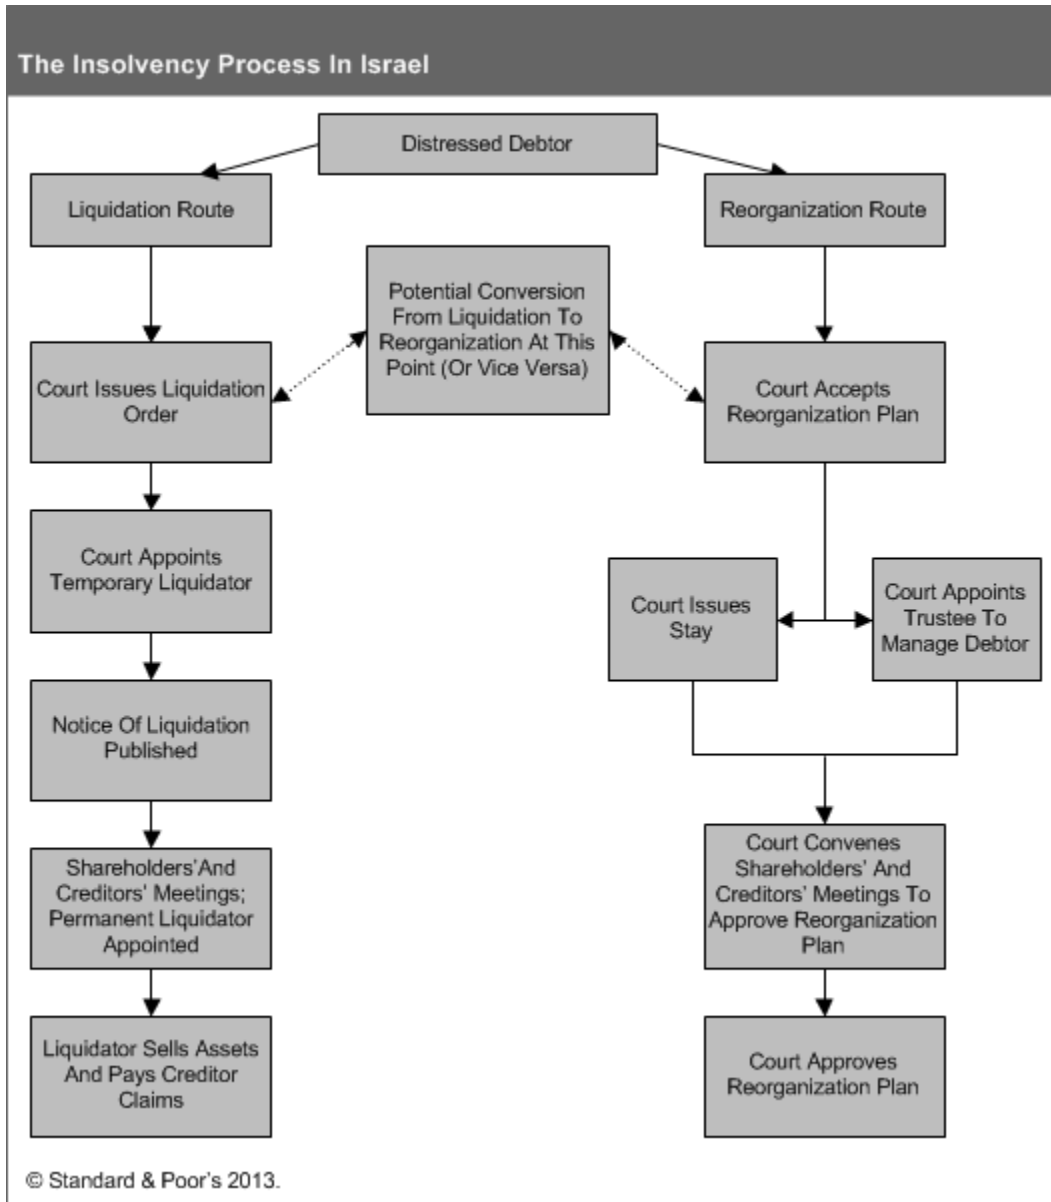 The Insolvency Process In Israel
Distressed Debtor
Liquidation Route
Reorganization Route
Potential Conversion
From Liquidation To
Reorganization At This
Point (Or Vice Versa)
Court Issues Liquidation
Order
Court Accepts
Reorganization Plan
Court Appoints
Temporary Liquidator
Court Issues
Stay
Court Appoints
Trustee To
Manage Debtor
Notice Of Liquidation
Published
Shareholders’And
Creditors’ Meetings;
Permanent Liquidator
Appointed
Court Convenes
Shareholders’ And
Creditors’ Meetings To
Approve Reorganization
Plan
Liquidator Sells Assets
And Pays Creditor
Claims
Court Approves
Reorganization Plan
© Standard & Poor’s 2013.